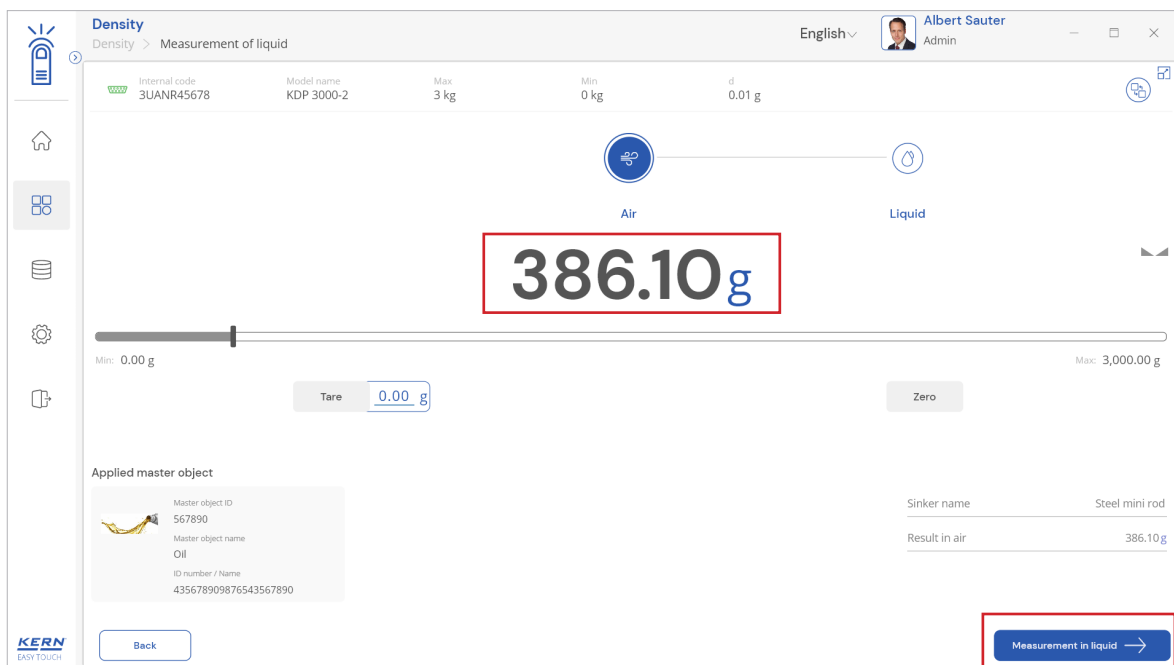 Density
Density > Measurement of liquid
English
Albert Sauter
Admin
Internal code
3UANR45678
Model name
KDP 3000-2
Max
3 kg
Min
0 kg
d
0.01 g
Air
Liquid
386.10 g
Min: 0.00 g
Max: 3,000.00 g
Tare
0.00 g
Zero
Applied master object
Master object ID
567890
Master object name
Oil
ID number / Name
435678909876543567890
Sinker name Steel mini rod
Result in air 386.10 g
KERN
EASY TOUCH
Back
Measurement in liquid